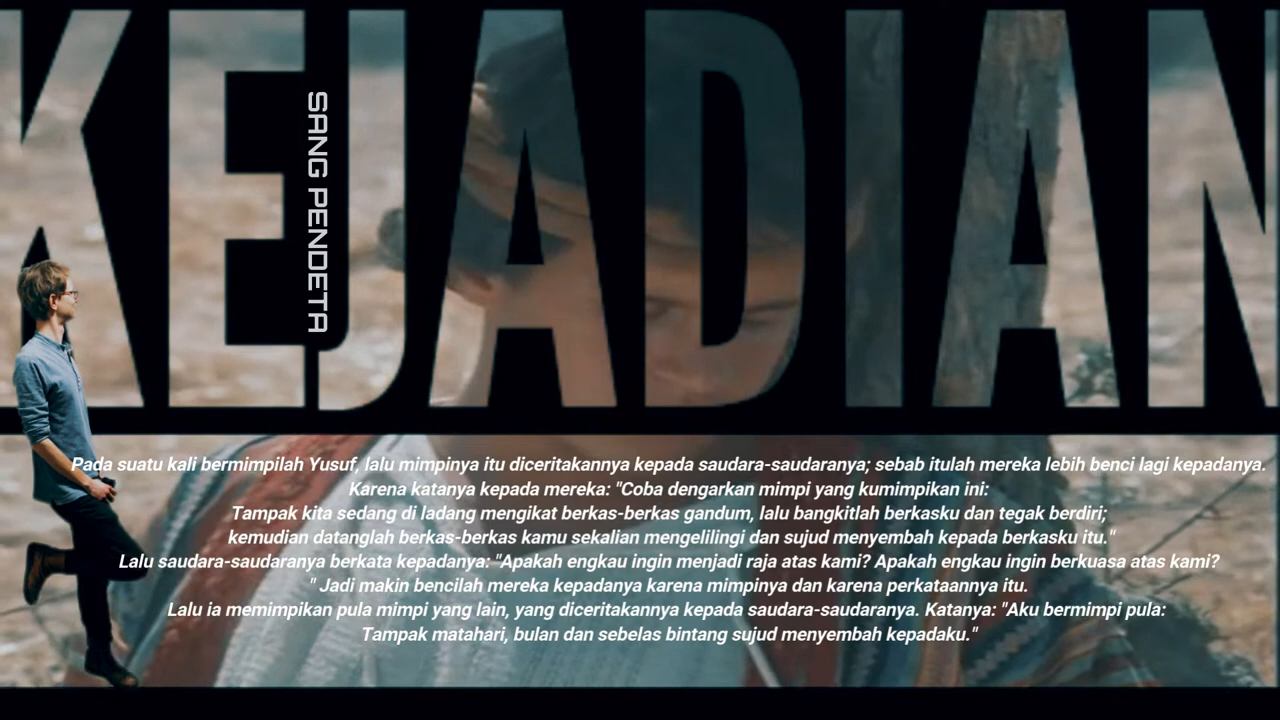 KEJADIAN
SANG PENDETA
Pada suatu kali bermimpilah Yusuf, lalu mimpinya itu diceritakannya kepada saudara-saudaranya; sebab itulah mereka lebih benci lagi kepadanya.
Karena katanya kepada mereka: "Coba dengarkan mimpi yang kumimpikan ini:
Tampak kita sedang di ladang mengikat berkas-berkas gandum, lalu bangkitlah berkasku dan tegak berdiri;
kemudian datanglah berkas-berkas kamu sekalian mengelilingi dan sujud menyembah kepada berkasku itu."
Lalu saudara-saudaranya berkata kepadanya: "Apakah engkau ingin menjadi raja atas kami? Apakah engkau ingin berkuasa atas kami?
" Jadi makin bencilah mereka kepadanya karena mimpinya dan karena perkataannya itu.
Lalu ia memimpikan pula mimpi yang lain, yang diceritakannya kepada saudara-saudaranya. Katanya: "Aku bermimpi pula:
Tampak matahari, bulan dan sebelas bintang sujud menyembah kepadaku."